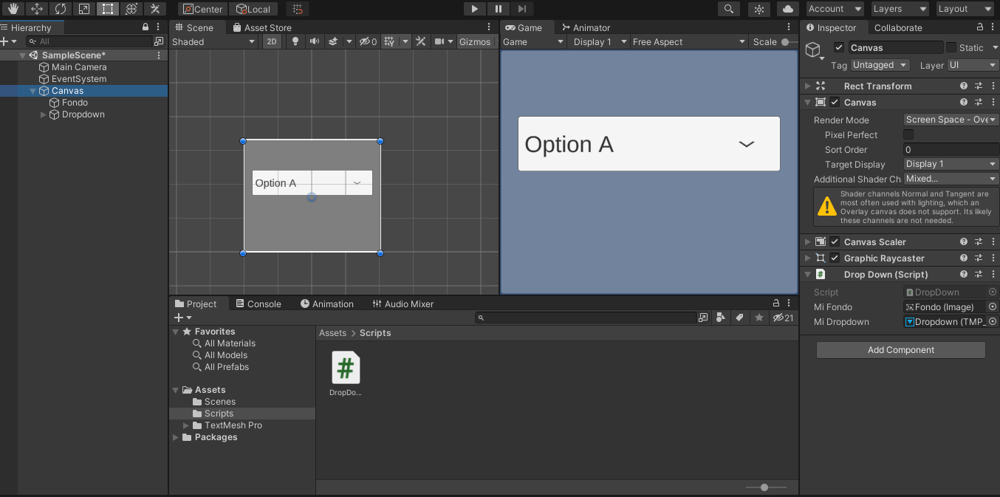 Center Local
Account Layers Layout
Hierarchy
All
SampleScene*
Main Camera
EventSystem
Canvas
Fondo
Dropdown
Scene Asset Store
Shaded 2D 0 Gizmos
Option A
Game Animator
Game Display 1 Free Aspect Scale
Option A
Project Console Animation Audio Mixer
21
Favorites
All Materials
All Models
All Prefabs
Assets
Scenes
Scripts
TextMesh Pro
Packages
Assets > Scripts
#
DropDo...
Inspector Collaborate
Canvas Static
Tag Untagged Layer UI
Rect Transform
Canvas
Render Mode Screen Space - Ove
Pixel Perfect
Sort Order 0
Target Display Display 1
Additional Shader Ch Mixed...
Shader channels Normal and Tangent are
most often used with lighting, which an
Overlay canvas does not support. Its likely
these channels are not needed.
Canvas Scaler
Graphic Raycaster
# Drop Down (Script)
Script DropDown
Mi Fondo Fondo (Image)
Mi Dropdown Dropdown (TMP_
Add Component